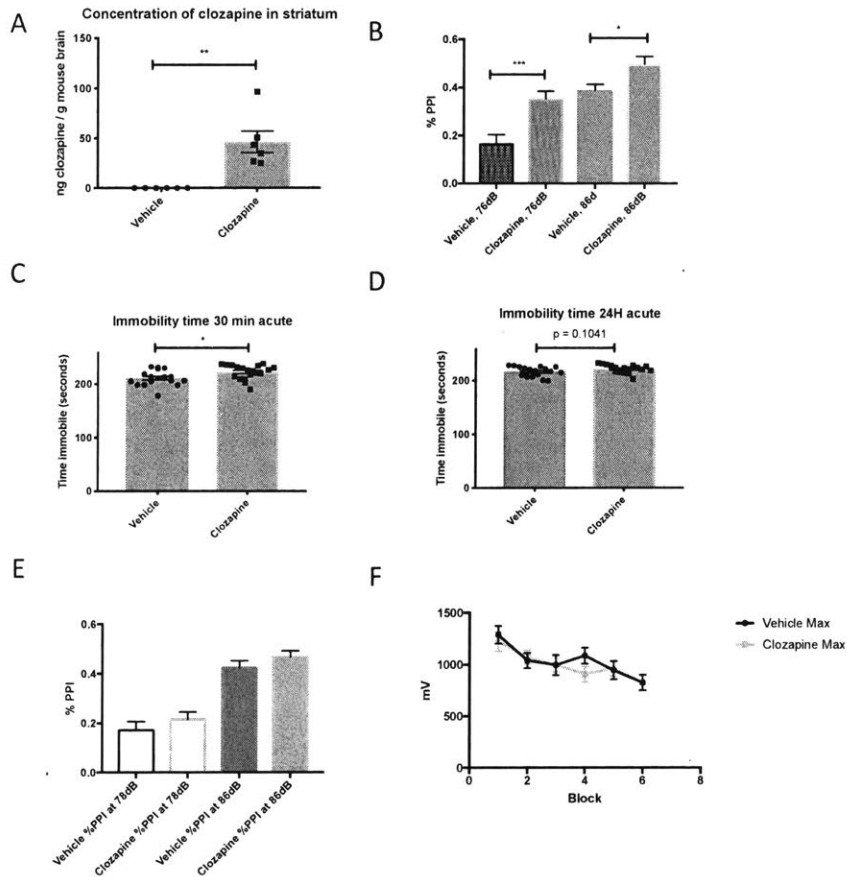 A
Concentration of clozapine in striatum
ng clozapine / g mouse brain
150
100
50
0
**
Vehicle
Clozapine
B
% PPI
0.6
0.4
0.2
0.0
***
*
Vehicle, 76dB
Clozapine, 76dB
Vehicle, 86d
Clozapine, 86dB
C
Immobility time 30 min acute
Time immobile (seconds)
200
100
0
*
Vehicle
Clozapine
D
Immobility time 24H acute
p = 0.1041
Time immobile (seconds)
200
100
0
Vehicle
Clozapine
E
% PPI
0.6
0.4
0.2
0.0
Vehicle %PPI at 78dB
Clozapine %PPI at 78dB
Vehicle %PPI at 86dB
Clozapine %PPI at 86dB
F
mV
1500
1000
500
0
0
2
4
6
8
Block
Vehicle Max
Clozapine Max